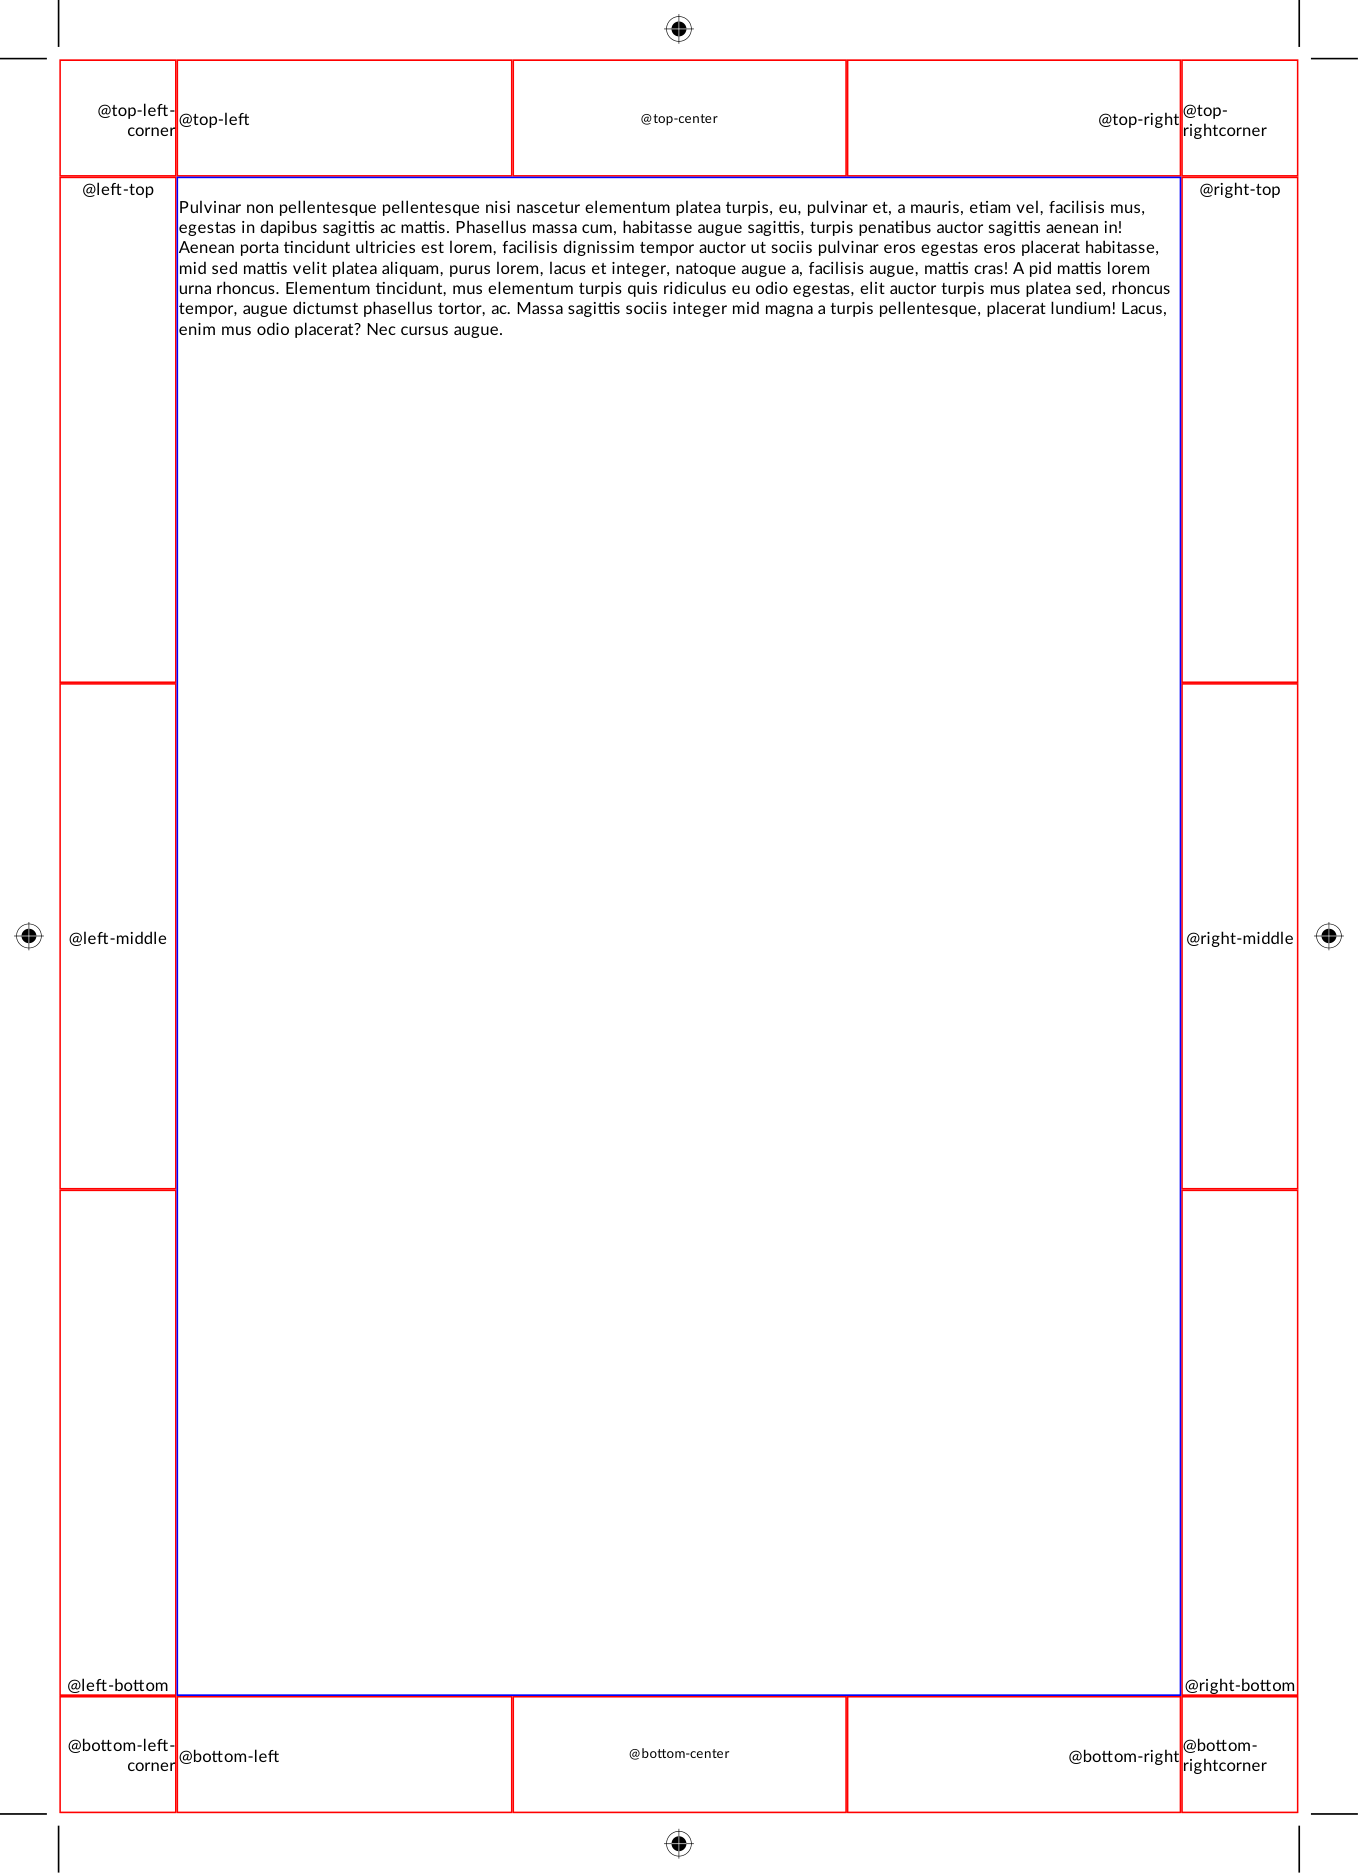 @top-left-
corner
@top-left
@top-center
@top-right
@top-
rightcorner
@left-top
@right-top
Pulvinar non pellentesque pellentesque nisi nascetur elementum platea turpis, eu, pulvinar et, a mauris, etiam vel, facilisis mus,
egestas in dapibus sagittis ac mattis. Phasellus massa cum, habitasse augue sagittis, turpis penatibus auctor sagittis aenean in!
Aenean porta tincidunt ultricies est lorem, facilisis dignissim tempor auctor ut sociis pulvinar eros egestas eros placerat habitasse,
mid sed mattis velit platea aliquam, purus lorem, lacus et integer, natoque augue a, facilisis augue, mattis cras! A pid mattis lorem
urna rhoncus. Elementum tincidunt, mus elementum turpis quis ridiculus eu odio egestas, elit auctor turpis mus platea sed, rhoncus
tempor, augue dictumst phasellus tortor, ac. Massa sagittis sociis integer mid magna a turpis pellentesque, placerat lundium! Lacus,
enim mus odio placerat? Nec cursus augue.
@left-middle
@right-middle
@left-bottom
@right-bottom
@bottom-left-
corner
@bottom-left
@bottom-center
@bottom-right
@bottom-
rightcorner